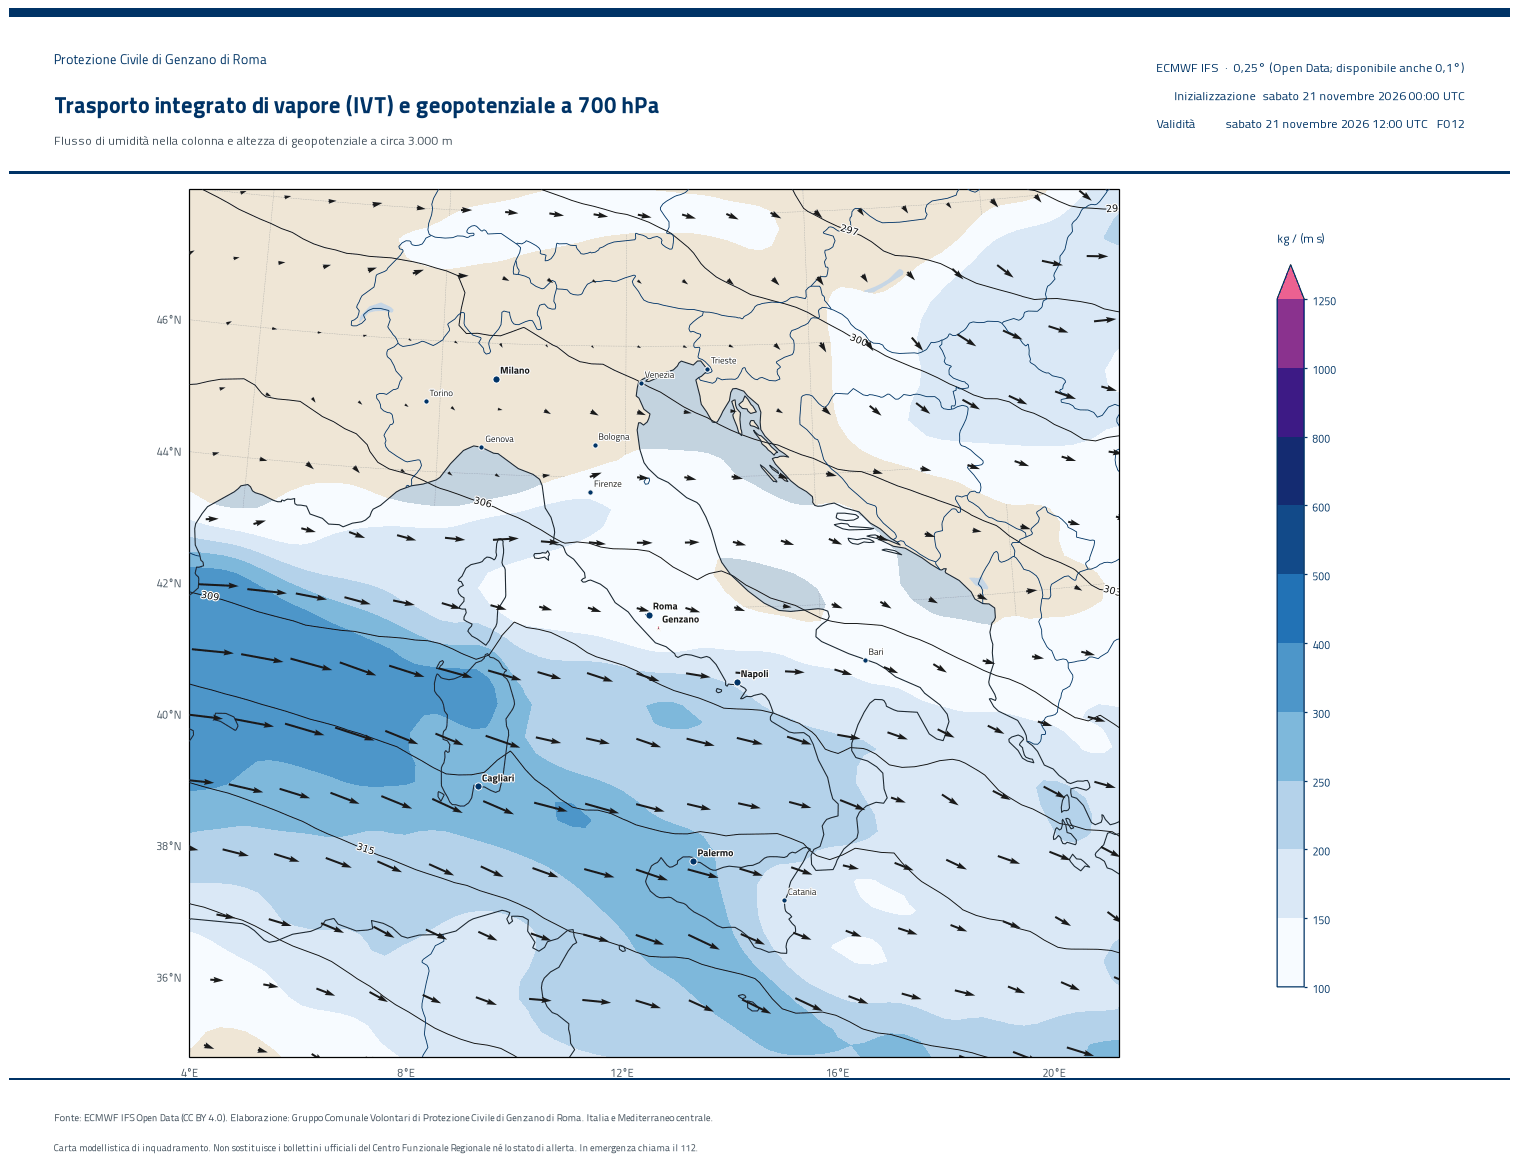 Protezione Civile di Genzano di Roma
Trasporto integrato di vapore (IVT) e geopotenziale a 700 hPa
Flusso di umidità nella colonna e altezza di geopotenziale a circa 3.000 m
ECMWF IFS · 0,25° (Open Data; disponibile anche 0,1°)
Inizializzazione sabato 21 novembre 2026 00:00 UTC
Validità sabato 21 novembre 2026 12:00 UTC F012
kg / (m s)
1250
1000
800
600
500
400
300
250
200
150
100
29
297
300
303
306
309
315
46°N
44°N
42°N
40°N
38°N
36°N
4°E
8°E
12°E
16°E
20°E
Milano
Torino
Venezia
Trieste
Genova
Bologna
Firenze
Roma
Genzano
Bari
Napoli
Cagliari
Palermo
Catania
Fonte: ECMWF IFS Open Data (CC BY 4.0). Elaborazione: Gruppo Comunale Volontari di Protezione Civile di Genzano di Roma. Italia e Mediterraneo centrale.
Carta modellistica di inquadramento. Non sostituisce i bollettini ufficiali del Centro Funzionale Regionale né lo stato di allerta. In emergenza chiama il 112.